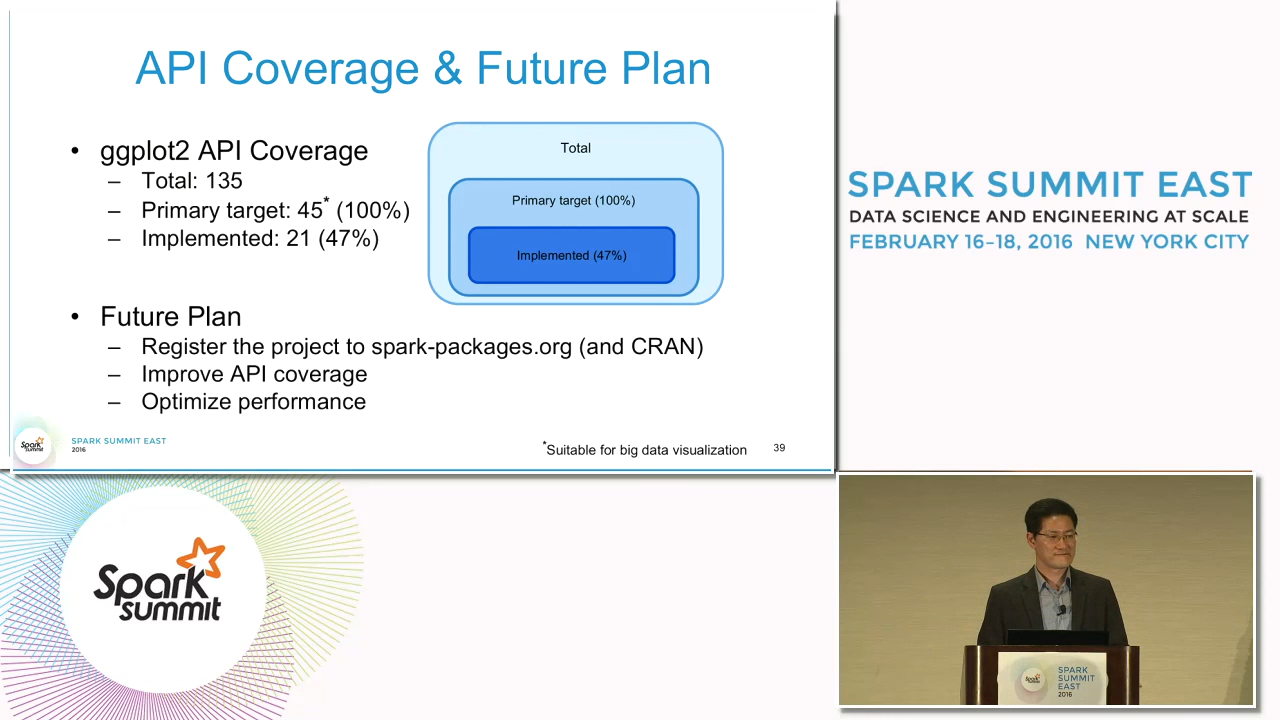 API Coverage & Future Plan
• ggplot2 API Coverage
– Total: 135
– Primary target: 45* (100%)
– Implemented: 21 (47%)
Total
Primary target (100%)
Implemented (47%)
• Future Plan
– Register the project to spark-packages.org (and CRAN)
– Improve API coverage
– Optimize performance
Spark Summit
SPARK SUMMIT EAST
2016
*Suitable for big data visualization
39
SPARK SUMMIT EAST
DATA SCIENCE AND ENGINEERING AT SCALE
FEBRUARY 16–18, 2016 NEW YORK CITY
Spark
Summit
Spark Summit
SPARK
SUMMIT
EAST
2016